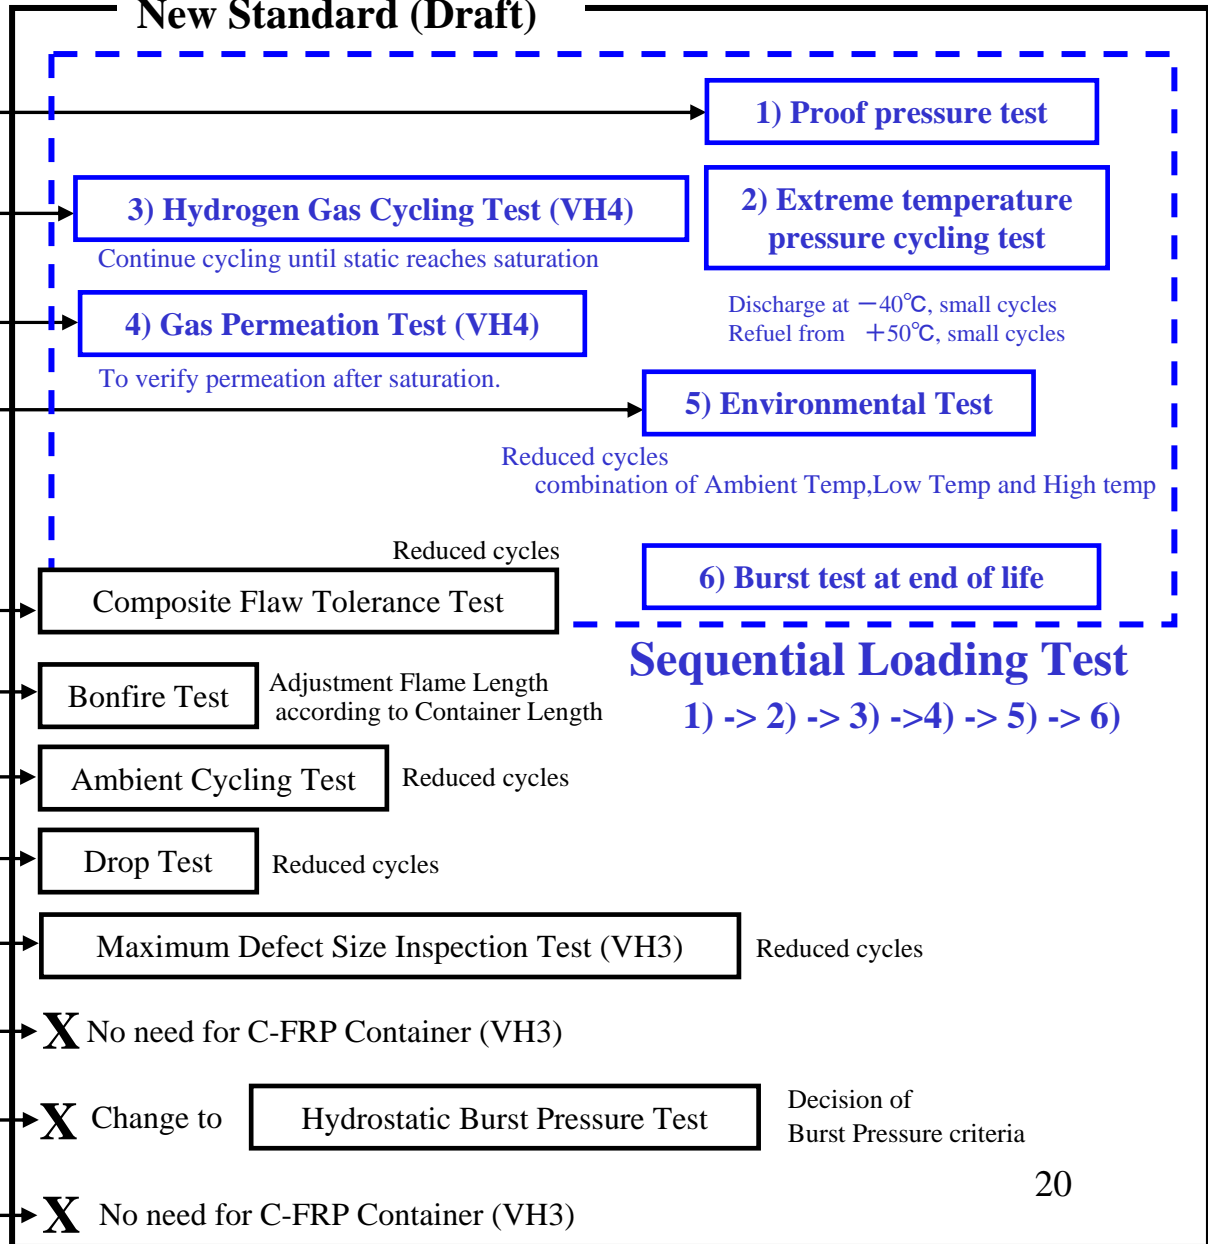 New Standard (Draft)
1) Proof pressure test
3) Hydrogen Gas Cycling Test (VH4)
Continue cycling until static reaches saturation
2) Extreme temperature
pressure cycling test
Discharge at －40℃, small cycles
Refuel from ＋50℃, small cycles
4) Gas Permeation Test (VH4)
To verify permeation after saturation.
5) Environmental Test
Reduced cycles
combination of Ambient Temp,Low Temp and High temp
6) Burst test at end of life
Sequential Loading Test
1) -> 2) -> 3) ->4) -> 5) -> 6)
Reduced cycles
Composite Flaw Tolerance Test
Bonfire Test
Adjustment Flame Length
according to Container Length
Ambient Cycling Test
Reduced cycles
Drop Test
Reduced cycles
Maximum Defect Size Inspection Test (VH3)
Reduced cycles
X No need for C-FRP Container (VH3)
X Change to
Hydrostatic Burst Pressure Test
Decision of
Burst Pressure criteria
X No need for C-FRP Container (VH3)
20